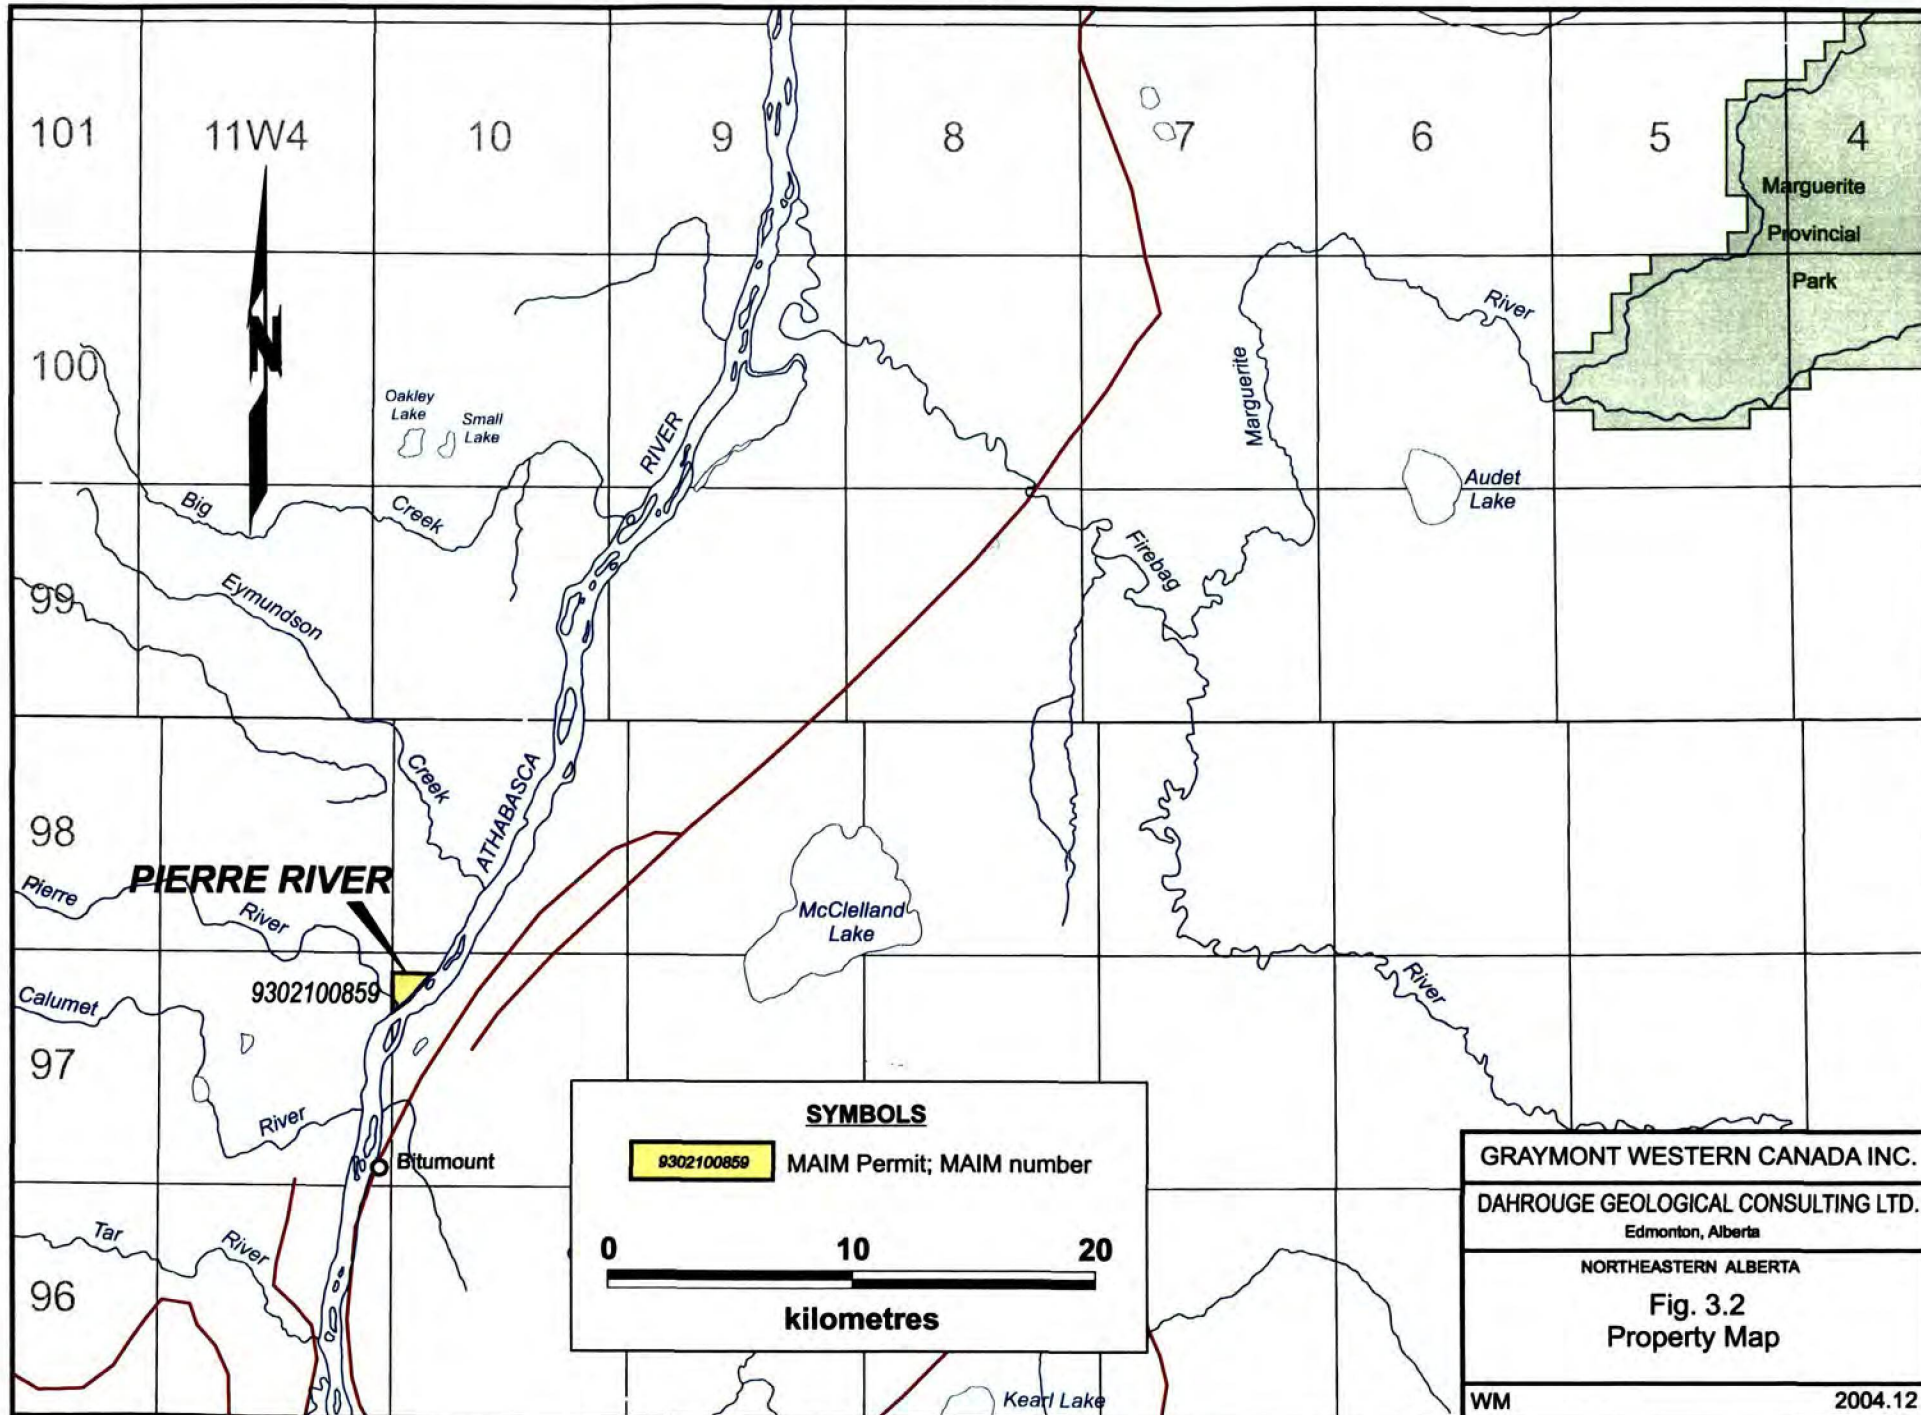 101
11W4
10
9
8
7
6
5
4
Marguerite
Provincial
Park
N
100
Oakley
Lake
Small
Lake
RIVER
Marguerite
River
Audet
Lake
Big
Creek
Firebag
99
Eymundson
Creek
ATHABASCA
98
PIERRE RIVER
Pierre
River
McClelland
Lake
9302100859
Calumet
River
97
River
Bitumount
Tar
River
96
SYMBOLS
9302100859 MAIM Permit; MAIM number
0 10 20
kilometres
Kearl Lake
GRAYMONT WESTERN CANADA INC.
DAHROUGE GEOLOGICAL CONSULTING LTD.
Edmonton, Alberta
NORTHEASTERN ALBERTA
Fig. 3.2
Property Map
WM 2004.12